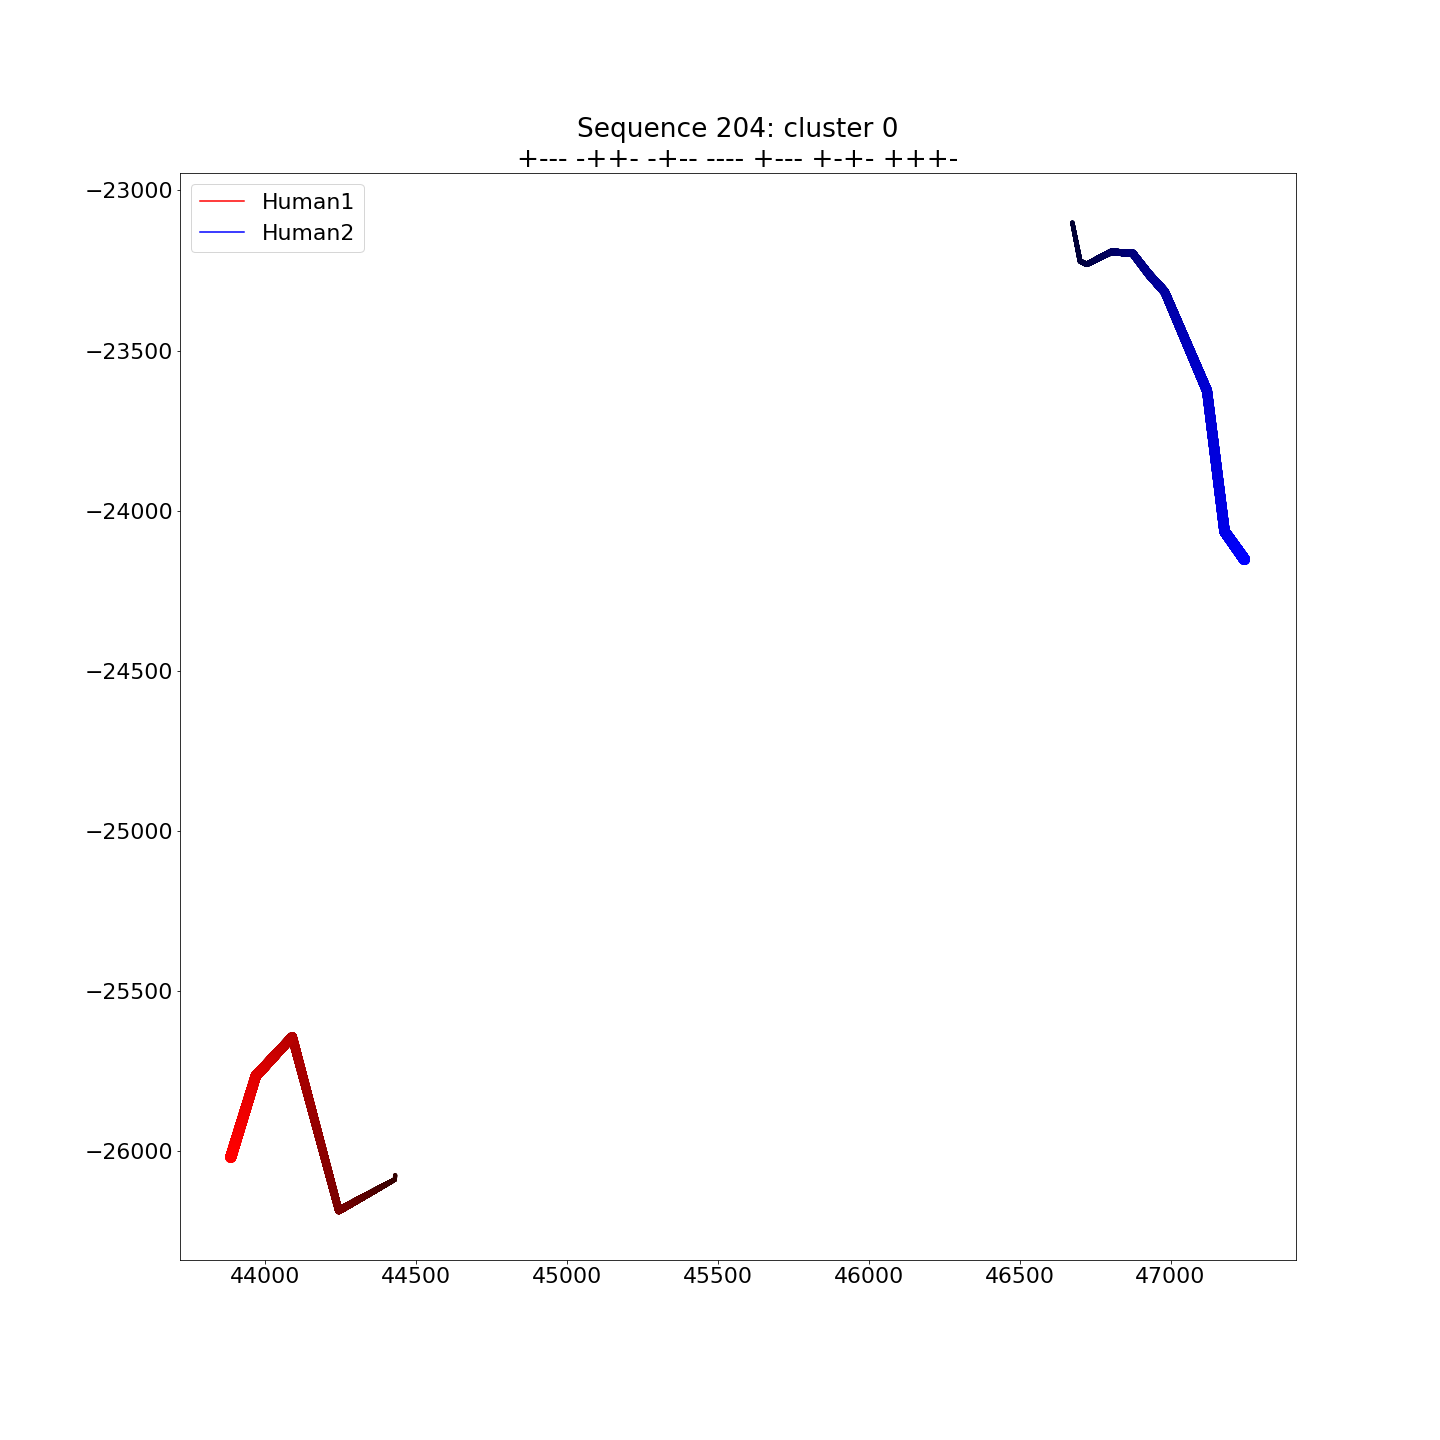 Sequence 204: cluster 0
+--- -++- -+-- ---- +--- +-+- +++-
Human1
Human2
−23000
−23500
−24000
−24500
−25000
−25500
−26000
44000 44500 45000 45500 46000 46500 47000